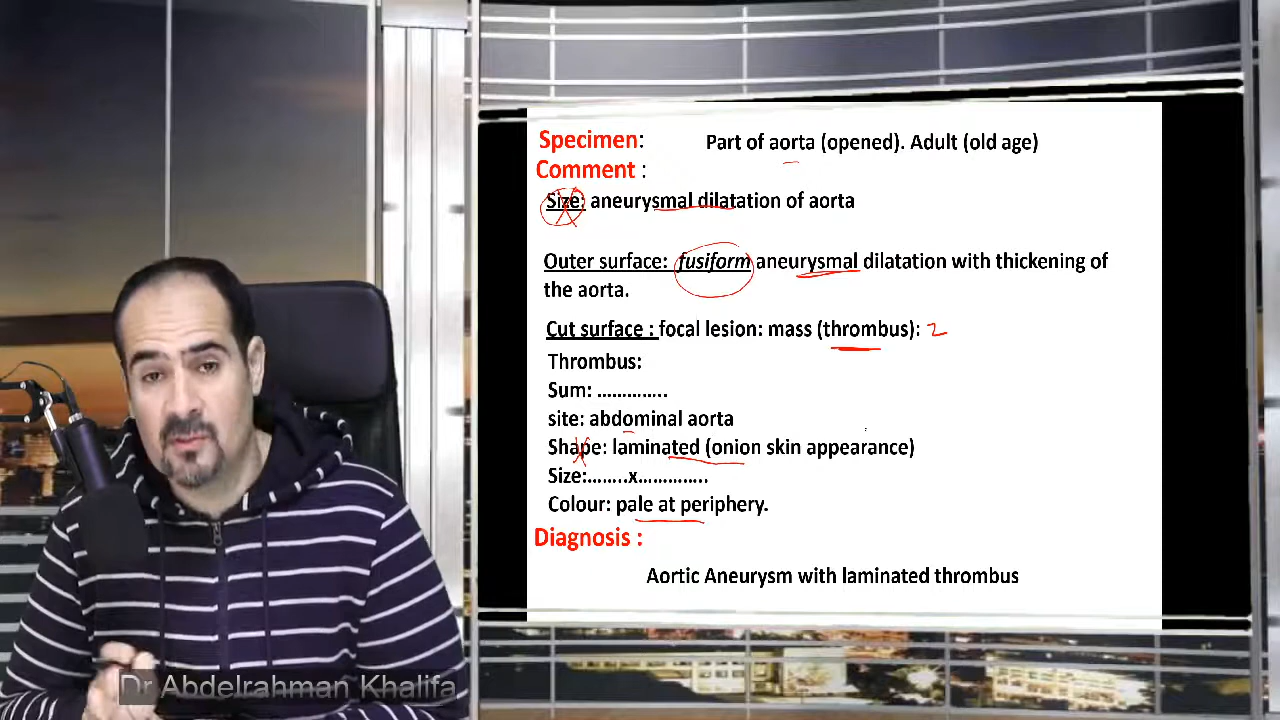 Specimen: Part of aorta (opened). Adult (old age)
Comment :
Size: aneurysmal dilatation of aorta
Outer surface: fusiform aneurysmal dilatation with thickening of
the aorta.
Cut surface : focal lesion: mass (thrombus): 2
Thrombus:
Sum: ..............
site: abdominal aorta
Shape: laminated (onion skin appearance)
Size:........x.............
Colour: pale at periphery.
Diagnosis :
Aortic Aneurysm with laminated thrombus
Dr Abdelrahman Khalifa